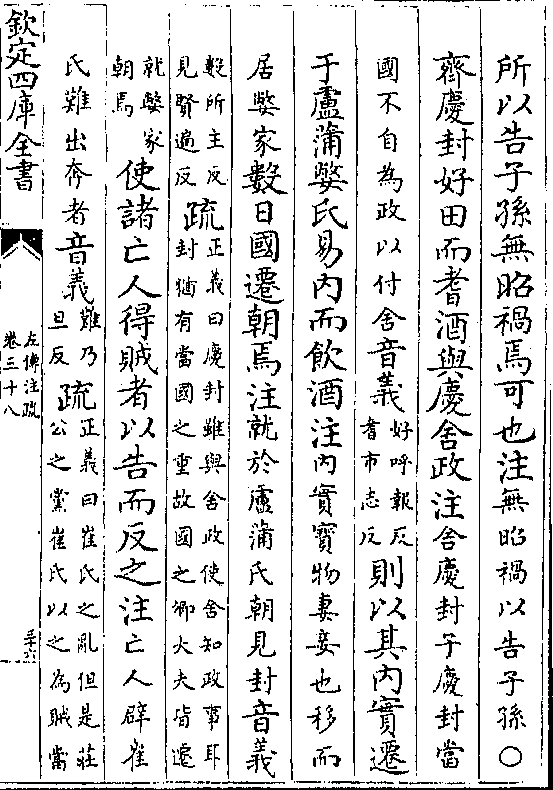 所以告子孫無昭禍焉可也注無昭禍以告子孫○
齊慶封好田而耆酒與慶舍政注舍慶封子慶封當
國不自為政以付舍音義好呼報反
耆市志反則以其內實遷
于盧蒲嫳氏易內而飲酒注內實寳物妻妾也移而
居嫳家數日國遷朝焉注就於盧蒲氏朝見封音義
數所主反
見賢遍反疏正義曰慶封雖與舍政使舍知政事耳
封猶有當國之重故國之卿大夫皆遷
就嫳家
朝焉使諸亡人得賊者以告而反之注亡人辟崔
氏難出奔者音義難乃
旦反疏正義曰崔氏之亂但是莊
公之黨崔氏以之為賊當
欽定四庫全書
左傳注疏
卷三十八